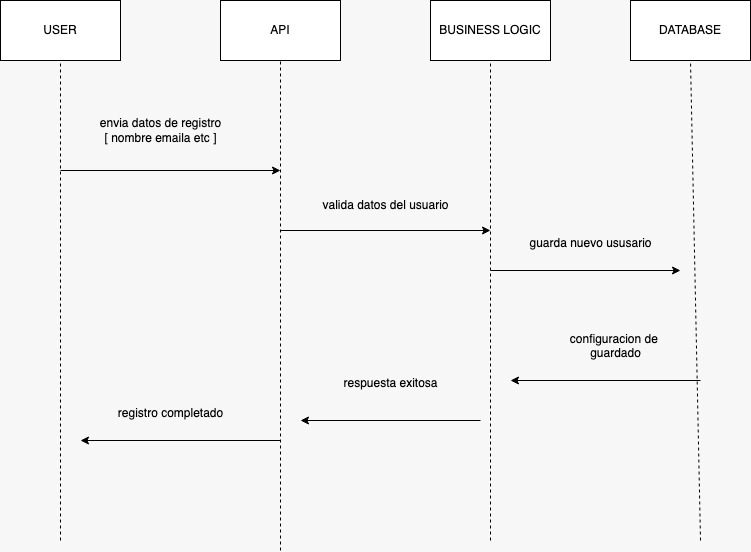 USER
API
BUSINESS LOGIC
DATABASE
envia datos de registro
[ nombre emaila etc ]
valida datos del usuario
guarda nuevo ususario
configuracion de
guardado
respuesta exitosa
registro completado